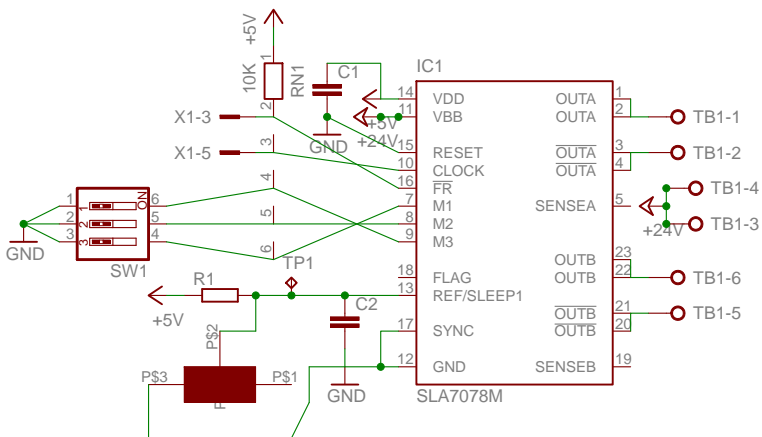 +5V
10K
1
RN1
2
C1
GND
+5V
+24V
X1-3
X1-5
3
4
5
6
IC1
14 VDD
11 VBB
15 RESET
10 CLOCK
16 FR
7 M1
8 M2
9 M3
18 FLAG
13 REF/SLEEP1
17 SYNC
12 GND
OUTA 1
OUTA 2
OUTA 3
OUTA 4
SENSEA 5
OUTB 23
OUTB 22
OUTB 21
OUTB 20
SENSEB 19
SLA7078M
TB1-1
TB1-2
TB1-4
TB1-3
+24V
TB1-6
TB1-5
1 1 ON 6
2 2 5
3 3 4
GND
SW1
R1
TP1
+5V
C2
GND
P$2
P$3
P$1